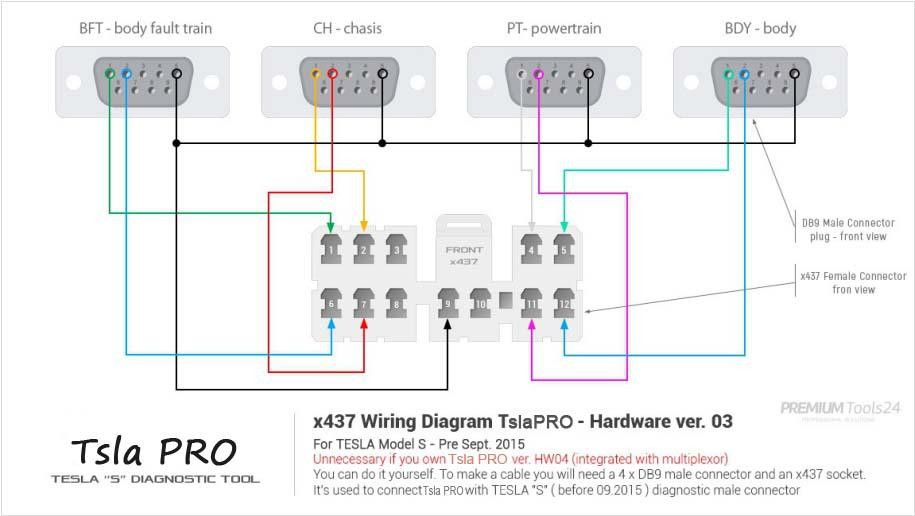 BFT - body fault train
CH - chasis
PT- powertrain
BDY - body
1 2 3 4 5
6 7 8 9
1 2 3 4 5
6 7 8 9
1 2 3 4 5
6 7 8 9
1 2 3 4 5
6 7 8 9
DB9 Male Connector
plug - front view
1 2 3
FRONT
x437
4 5
x437 Female Connector
fron view
6 7 8 9 10 11 12
PREMIUM Tools24
PROFESSIONAL SOLUTIONS
Tsla PRO
TESLA "S" DIAGNOSTIC TOOL
x437 Wiring Diagram TslaPRO - Hardware ver. 03
For TESLA Model S - Pre Sept. 2015
Unnecessary if you own Tsla PRO ver. HW04 (integrated with multiplexor)
You can do it yourself. To make a cable you will need a 4 x DB9 male connector and an x437 socket.
It's used to connect Tsla PRO with TESLA "S" ( before 09.2015 ) diagnostic male connector